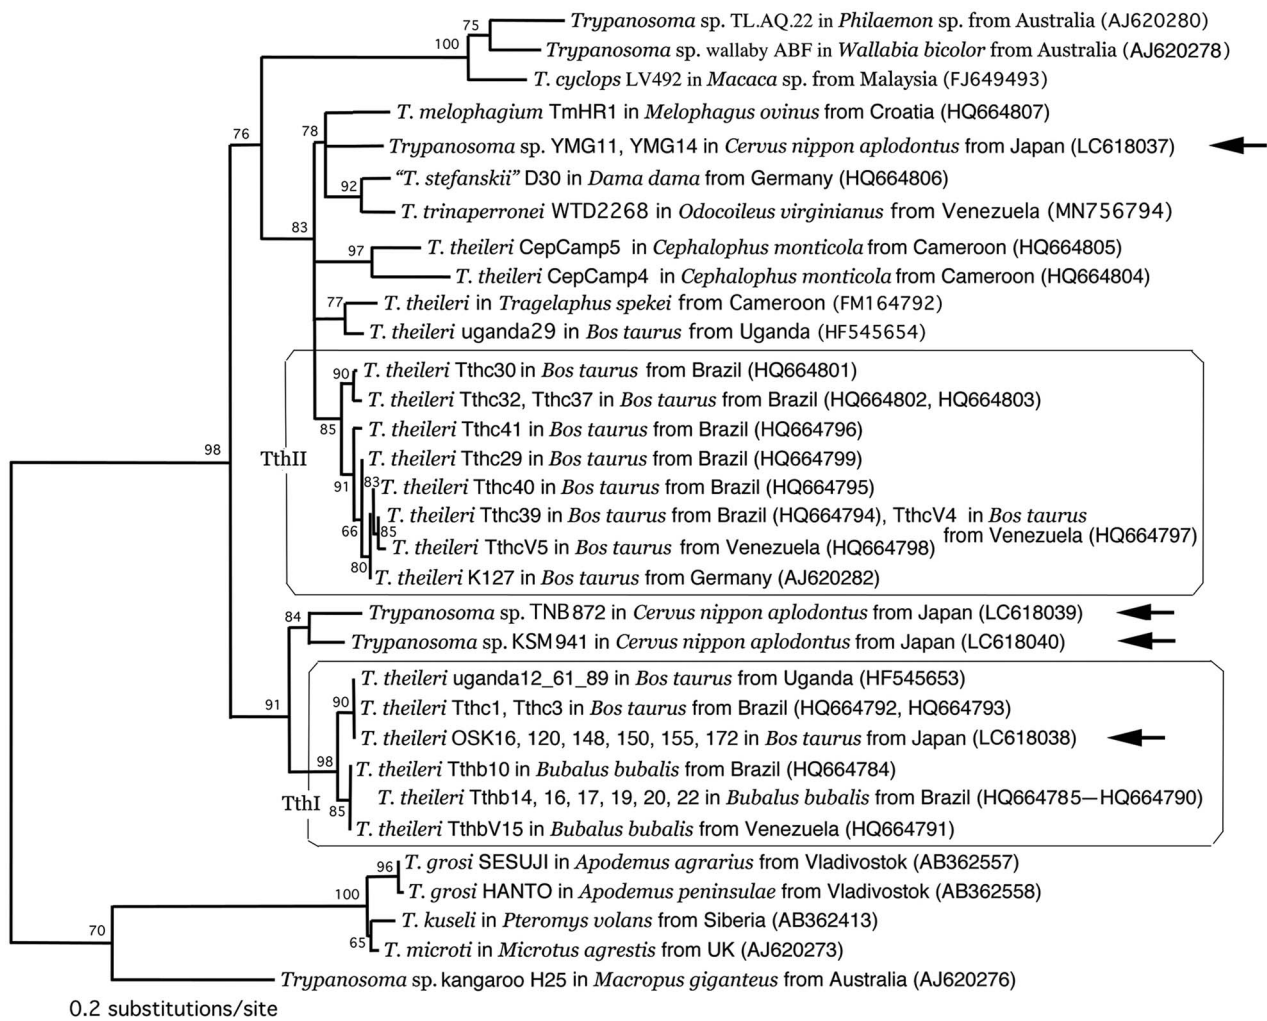 75
Trypanosoma sp. TL.AQ.22 in Philaemon sp. from Australia (AJ620280)
100
Trypanosoma sp. wallaby ABF in Wallabia bicolor from Australia (AJ620278)
T. cyclops LV492 in Macaca sp. from Malaysia (FJ649493)
T. melophagium TmHR1 in Melophagus ovinus from Croatia (HQ664807)
76
78
Trypanosoma sp. YMG11, YMG14 in Cervus nippon aplodontus from Japan (LC618037)
“T. stefanskii” D30 in Dama dama from Germany (HQ664806)
92
T. trinaperronei WTD2268 in Odocoileus virginianus from Venezuela (MN756794)
83
T. theileri CepCamp5 in Cephalophus monticola from Cameroon (HQ664805)
97
T. theileri CepCamp4 in Cephalophus monticola from Cameroon (HQ664804)
77
T. theileri in Tragelaphus spekei from Cameroon (FM164792)
T. theileri uganda29 in Bos taurus from Uganda (HF545654)
90
T. theileri Tthc30 in Bos taurus from Brazil (HQ664801)
T. theileri Tthc32, Tthc37 in Bos taurus from Brazil (HQ664802, HQ664803)
85
T. theileri Tthc41 in Bos taurus from Brazil (HQ664796)
98
TthII
T. theileri Tthc29 in Bos taurus from Brazil (HQ664799)
91
83
T. theileri Tthc40 in Bos taurus from Brazil (HQ664795)
T. theileri Tthc39 in Bos taurus from Brazil (HQ664794), TthcV4 in Bos taurus
from Venezuela (HQ664797)
66
85
T. theileri TthcV5 in Bos taurus from Venezuela (HQ664798)
80
T. theileri K127 in Bos taurus from Germany (AJ620282)
84
Trypanosoma sp. TNB872 in Cervus nippon aplodontus from Japan (LC618039)
Trypanosoma sp. KSM941 in Cervus nippon aplodontus from Japan (LC618040)
T. theileri uganda12_61_89 in Bos taurus from Uganda (HF545653)
91
90
T. theileri Tthc1, Tthc3 in Bos taurus from Brazil (HQ664792, HQ664793)
T. theileri OSK16, 120, 148, 150, 155, 172 in Bos taurus from Japan (LC618038)
98
T. theileri Tthb10 in Bubalus bubalis from Brazil (HQ664784)
TthI
85
T. theileri Tthb14, 16, 17, 19, 20, 22 in Bubalus bubalis from Brazil (HQ664785—HQ664790)
T. theileri TthbV15 in Bubalus bubalis from Venezuela (HQ664791)
96
T. grosi SESUJI in Apodemus agrarius from Vladivostok (AB362557)
100
T. grosi HANTO in Apodemus peninsulae from Vladivostok (AB362558)
T. kuseli in Pteromys volans from Siberia (AB362413)
70
65
T. microti in Microtus agrestis from UK (AJ620273)
Trypanosoma sp. kangaroo H25 in Macropus giganteus from Australia (AJ620276)
0.2 substitutions/site